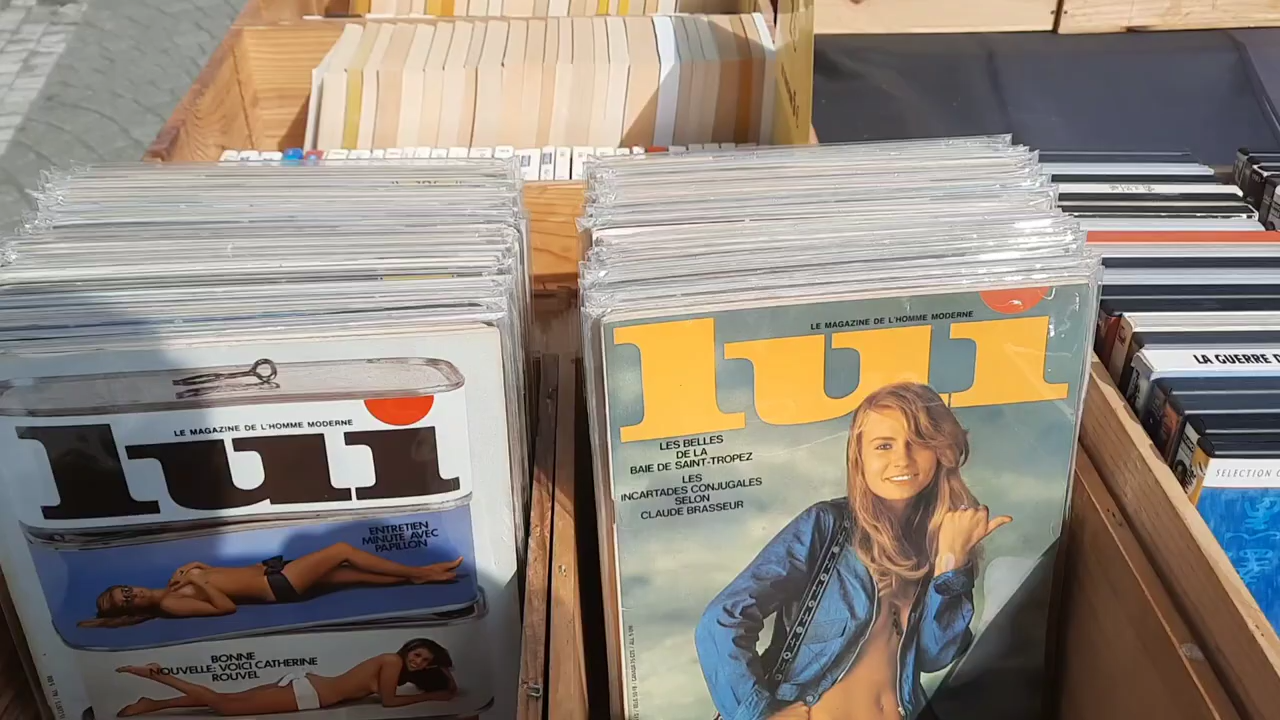 LE MAGAZINE DE L'HOMME MODERNE
lui
ENTRETIEN
MINUTE AVEC
PAPILLON
BONNE
NOUVELLE: VOICI CATHERINE
ROUVEL
LE MAGAZINE DE L'HOMME MODERNE
lui
LES BELLES
DE LA
BAIE DE SAINT-TROPEZ
LES
INCARTADES CONJUGALES
SELON
CLAUDE BRASSEUR
LA GUERRE D
SELECTION